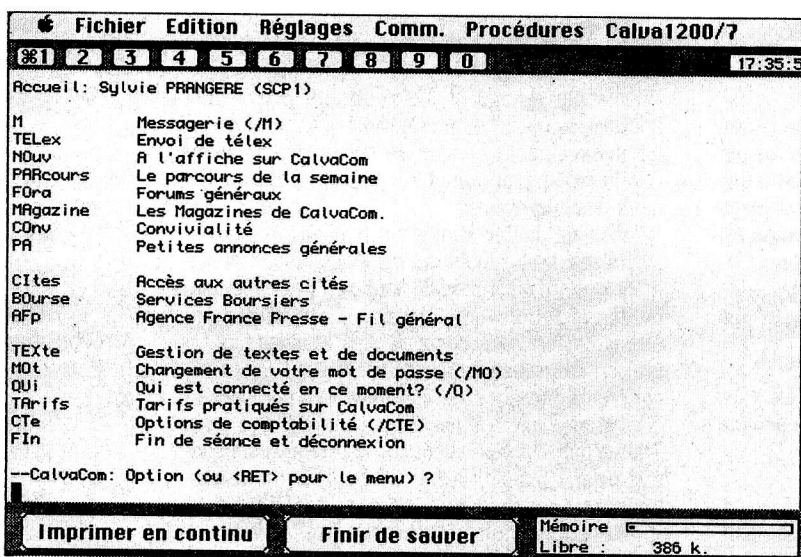 Fichier Edition Réglages Comm. Procédures Calva1200/7
⌘1 2 3 4 5 6 7 8 9 0 17:35:5
Accueil: Sylvie PRANGERE (SCP1)
M Messagerie (/M)
TELex Envoi de télex
NOuv A l'affiche sur CalvaCom
PARcours Le parcours de la semaine
FOra Forums généraux
MAgazine Les Magazines de CalvaCom.
COnv Convivialité
PA Petites annonces générales
CItes Accès aux autres cités
BOurse Services Boursiers
AFp Agence France Presse - Fil général
TEXte Gestion de textes et de documents
MOt Changement de votre mot de passe (/MO)
QUi Qui est connecté en ce moment? (/Q)
TArifs Tarifs pratiqués sur CalvaCom
CTe Options de comptabilité (/CTE)
FIn Fin de séance et déconnexion
--CalvaCom: Option (ou <RET> pour le menu) ?
Imprimer en continu Finir de sauver Mémoire
Libre : 386 k.